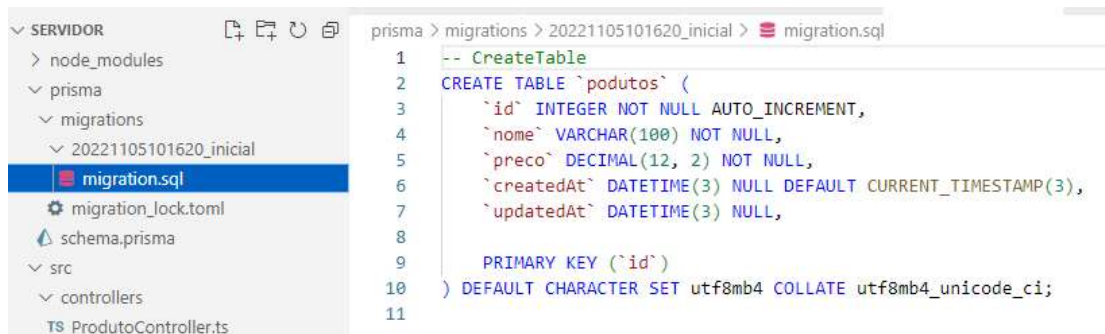 SERVIDOR
node_modules
prisma
migrations
20221105101620_inicial
migration.sql
migration_lock.toml
schema.prisma
src
controllers
TS ProdutoController.ts
prisma > migrations > 20221105101620_inicial > migration.sql
1 -- CreateTable
2 CREATE TABLE `podutos` (
3 `id` INTEGER NOT NULL AUTO_INCREMENT,
4 `nome` VARCHAR(100) NOT NULL,
5 `preco` DECIMAL(12, 2) NOT NULL,
6 `createdAt` DATETIME(3) NULL DEFAULT CURRENT_TIMESTAMP(3),
7 `updatedAt` DATETIME(3) NULL,
8
9 PRIMARY KEY (`id`)
10 ) DEFAULT CHARACTER SET utf8mb4 COLLATE utf8mb4_unicode_ci;
11